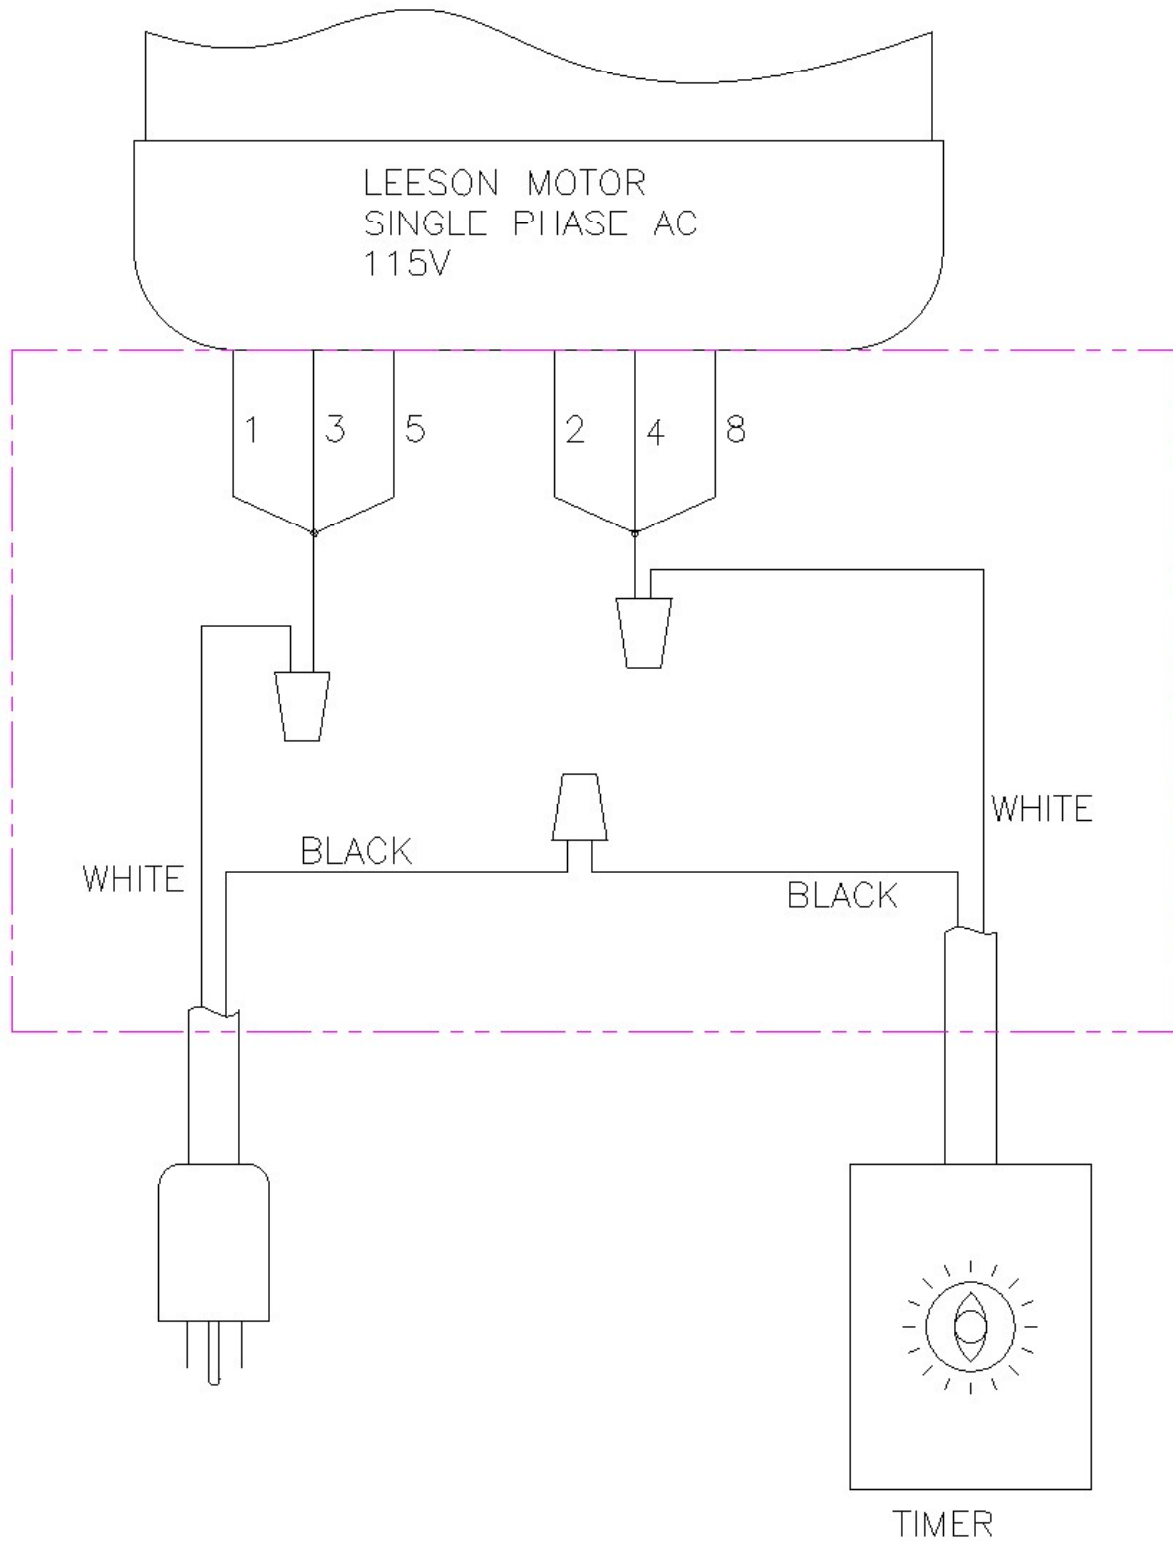 LEESON MOTOR
SINGLE PHASE AC
115V
1 3 5 2 4 8
WHITE
BLACK
WHITE
BLACK
TIMER